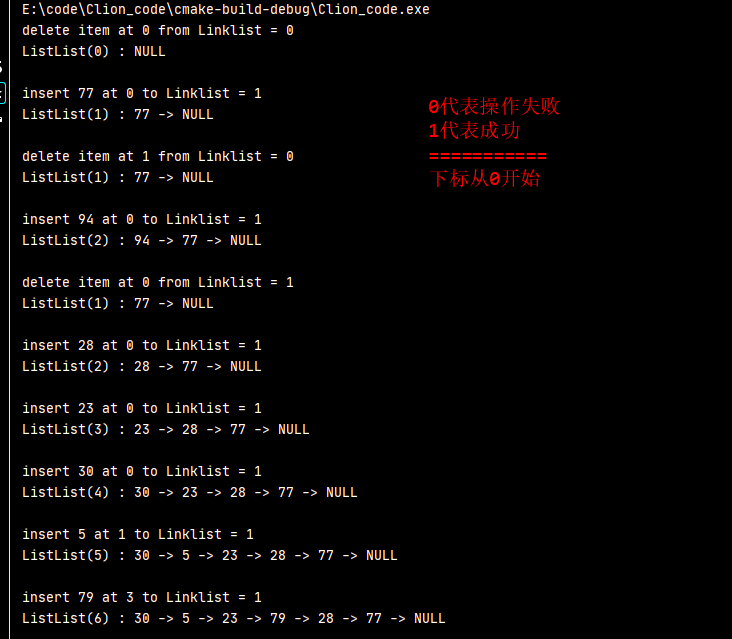 E:\code\Clion_code\cmake-build-debug\Clion_code.exe
delete item at 0 from Linklist = 0
ListList(0) : NULL
insert 77 at 0 to Linklist = 1
ListList(1) : 77 -> NULL
delete item at 1 from Linklist = 0
ListList(1) : 77 -> NULL
insert 94 at 0 to Linklist = 1
ListList(2) : 94 -> 77 -> NULL
delete item at 0 from Linklist = 1
ListList(1) : 77 -> NULL
insert 28 at 0 to Linklist = 1
ListList(2) : 28 -> 77 -> NULL
insert 23 at 0 to Linklist = 1
ListList(3) : 23 -> 28 -> 77 -> NULL
insert 30 at 0 to Linklist = 1
ListList(4) : 30 -> 23 -> 28 -> 77 -> NULL
insert 5 at 1 to Linklist = 1
ListList(5) : 30 -> 5 -> 23 -> 28 -> 77 -> NULL
insert 79 at 3 to Linklist = 1
ListList(6) : 30 -> 5 -> 23 -> 79 -> 28 -> 77 -> NULL
0代表操作失败
1代表成功
===========
下标从0开始